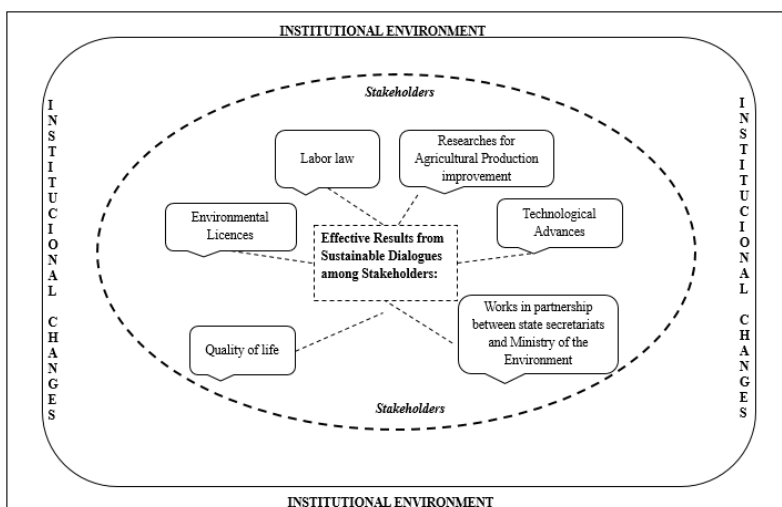 INSTITUTIONAL ENVIRONMENT
INSTITUCIONAL CHANGES
Stakeholders
Labor law
Researches for
Agricultural Production
improvement
Environmental
Licences
Effective Results from
Sustainable Dialogues
among Stakeholders:
Technological
Advances
Quality of life
Works in partnership
between state secretariats
and Ministry of the
Environment
Stakeholders
INSTITUCIONAL CHANGES
INSTITUTIONAL ENVIRONMENT